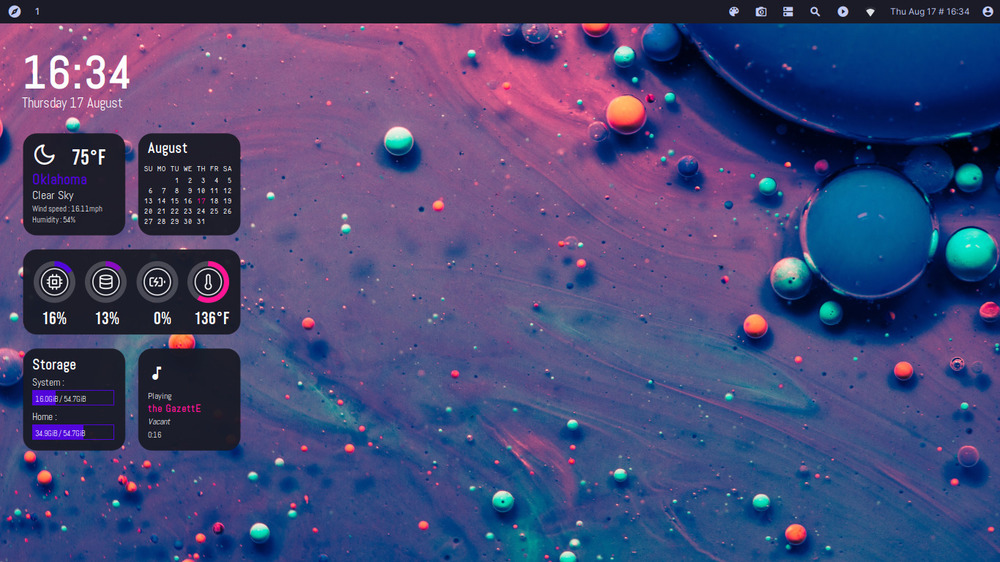 1
Thu Aug 17 # 16:34
16:34
Thursday 17 August
75°F
Oklahoma
Clear Sky
Wind speed : 16.11mph
Humidity : 54%
August
SU MO TU WE TH FR SA
1 2 3 4 5
6 7 8 9 10 11 12
13 14 15 16 17 18 19
20 21 22 23 24 25 26
27 28 29 30 31
16% 13% 0% 136°F
Storage
System :
16.0GiB / 54.7GiB
Home :
34.9GiB / 54.7GiB
Playing
the GazettE
Vacant
0:16